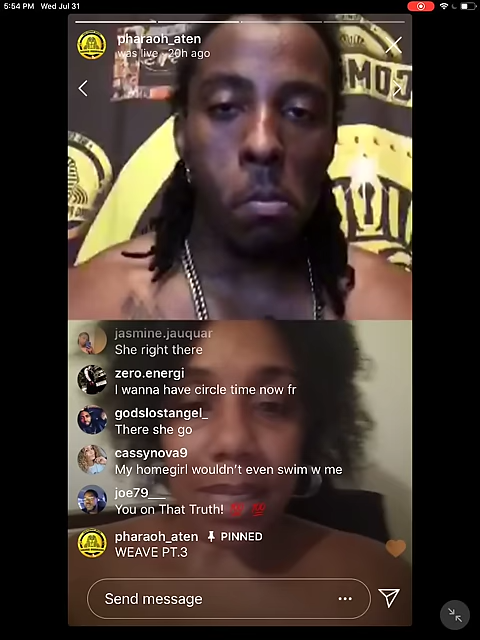 5:54 PM Wed Jul 31
pharaoh_aten
was live · 20h ago
jasmine.jauquar
She right there
zero.energi
I wanna have circle time now fr
godslostangel_
There she go
cassynova9
My homegirl wouldn't even swim w me
joe79___
You on That Truth! 💯 💯
pharaoh_aten PINNED
WEAVE PT.3
Send message